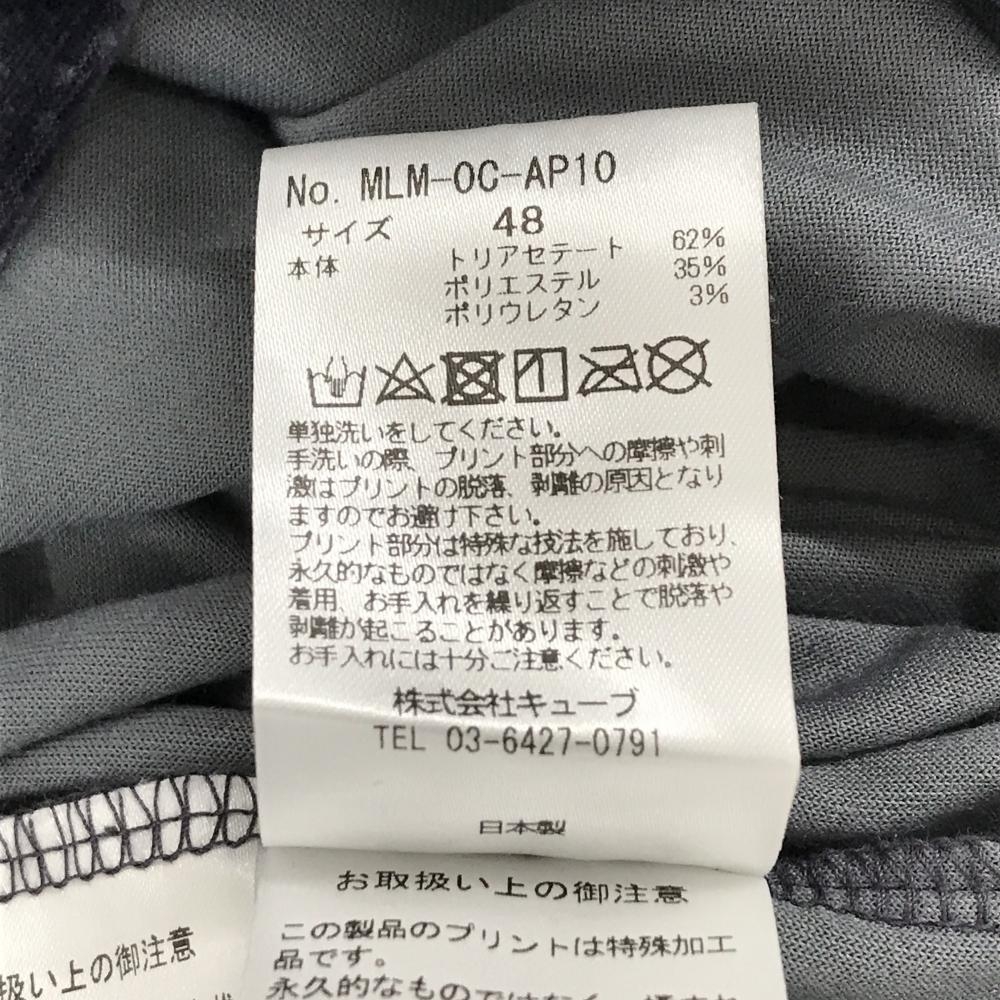 No. MLM-OC-AP10
サイズ 48
本体 トリアセテート 62%
ポリエステル 35%
ポリウレタン 3%
単独洗いをしてください。
手洗いの際、プリント部分への摩擦や刺
激はプリントの脱落、剥離の原因となり
ますのでお避け下さい。
プリント部分は特殊な技法を施しており、
永久的なものではなく摩擦などの刺激や
着用、お手入れを繰り返すことで脱落や
剥離が起こることがあります。
お手入れには十分ご注意ください。
株式会社キューブ
TEL 03-6427-0791
日本製
お取扱い上の御注意
この製品のプリントは特殊加工
品です。
永久的なものではなく、
扱い上の御注意